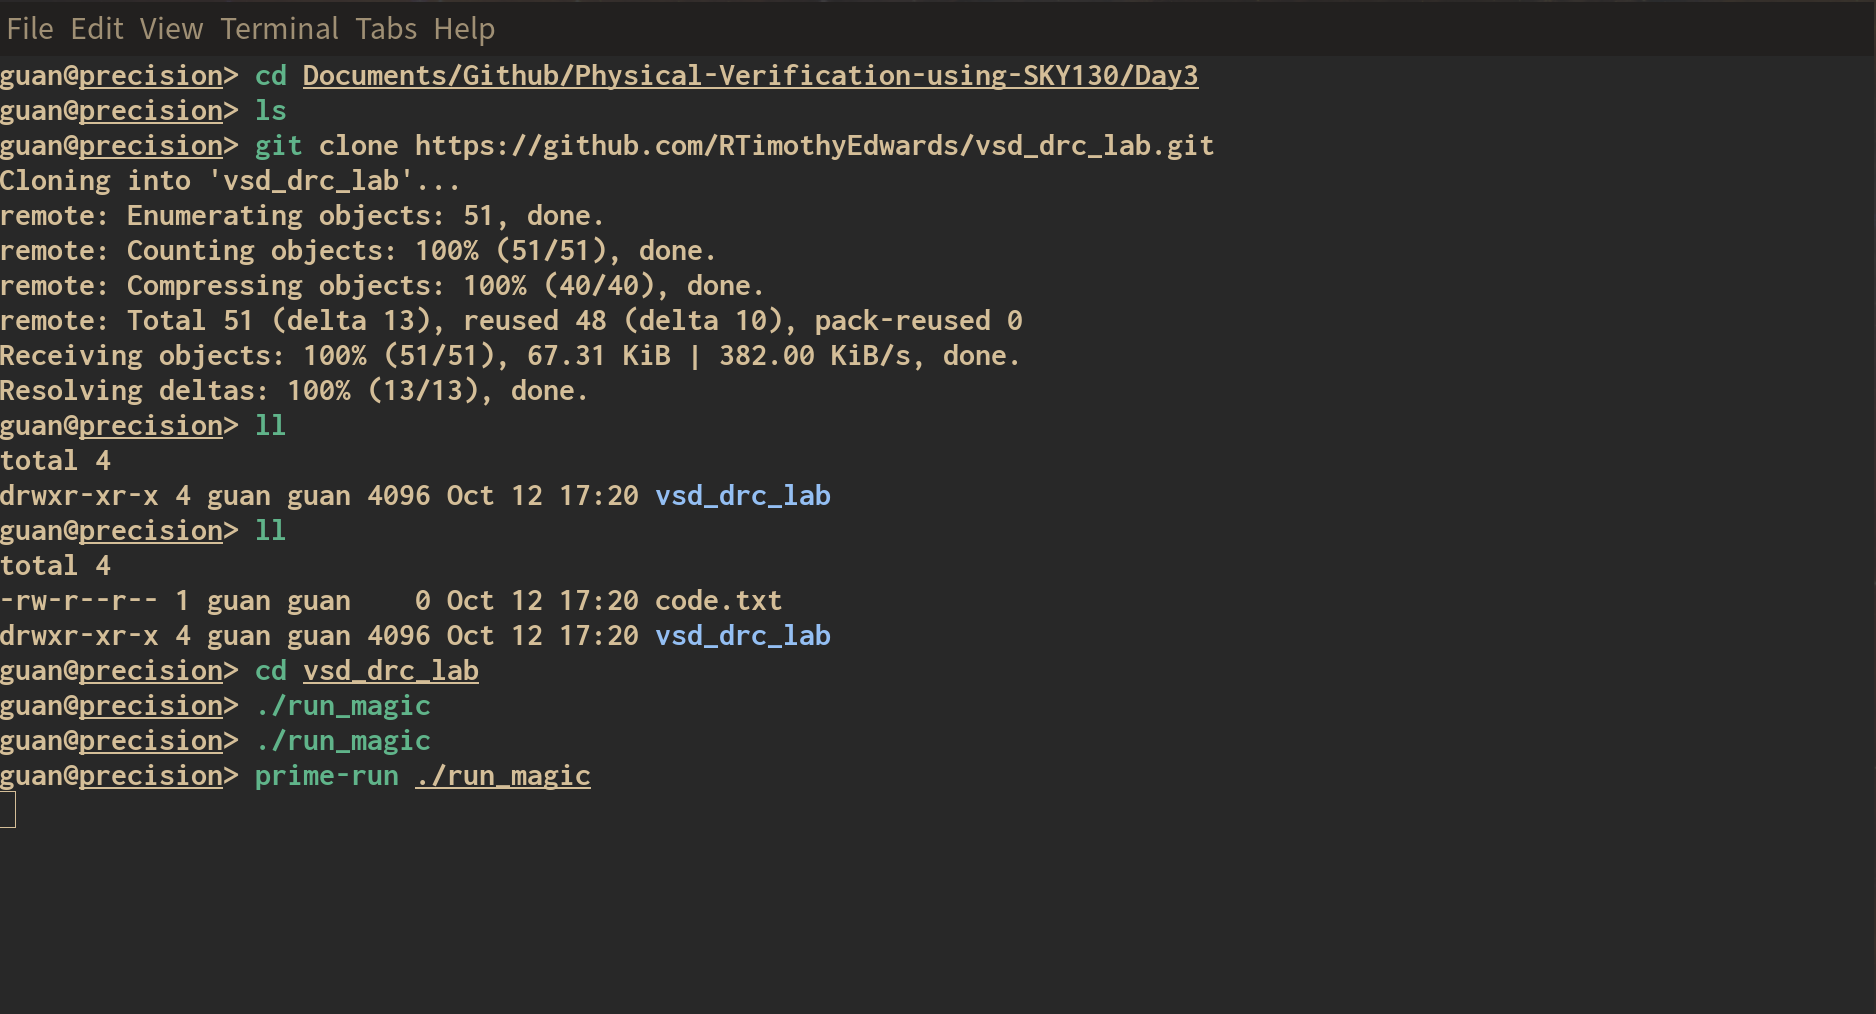 File Edit View Terminal Tabs Help
guan@precision> cd Documents/Github/Physical-Verification-using-SKY130/Day3
guan@precision> ls
guan@precision> git clone https://github.com/RTimothyEdwards/vsd_drc_lab.git
Cloning into 'vsd_drc_lab'...
remote: Enumerating objects: 51, done.
remote: Counting objects: 100% (51/51), done.
remote: Compressing objects: 100% (40/40), done.
remote: Total 51 (delta 13), reused 48 (delta 10), pack-reused 0
Receiving objects: 100% (51/51), 67.31 KiB | 382.00 KiB/s, done.
Resolving deltas: 100% (13/13), done.
guan@precision> ll
total 4
drwxr-xr-x 4 guan guan 4096 Oct 12 17:20 vsd_drc_lab
guan@precision> ll
total 4
-rw-r--r-- 1 guan guan    0 Oct 12 17:20 code.txt
drwxr-xr-x 4 guan guan 4096 Oct 12 17:20 vsd_drc_lab
guan@precision> cd vsd_drc_lab
guan@precision> ./run_magic
guan@precision> ./run_magic
guan@precision> prime-run ./run_magic